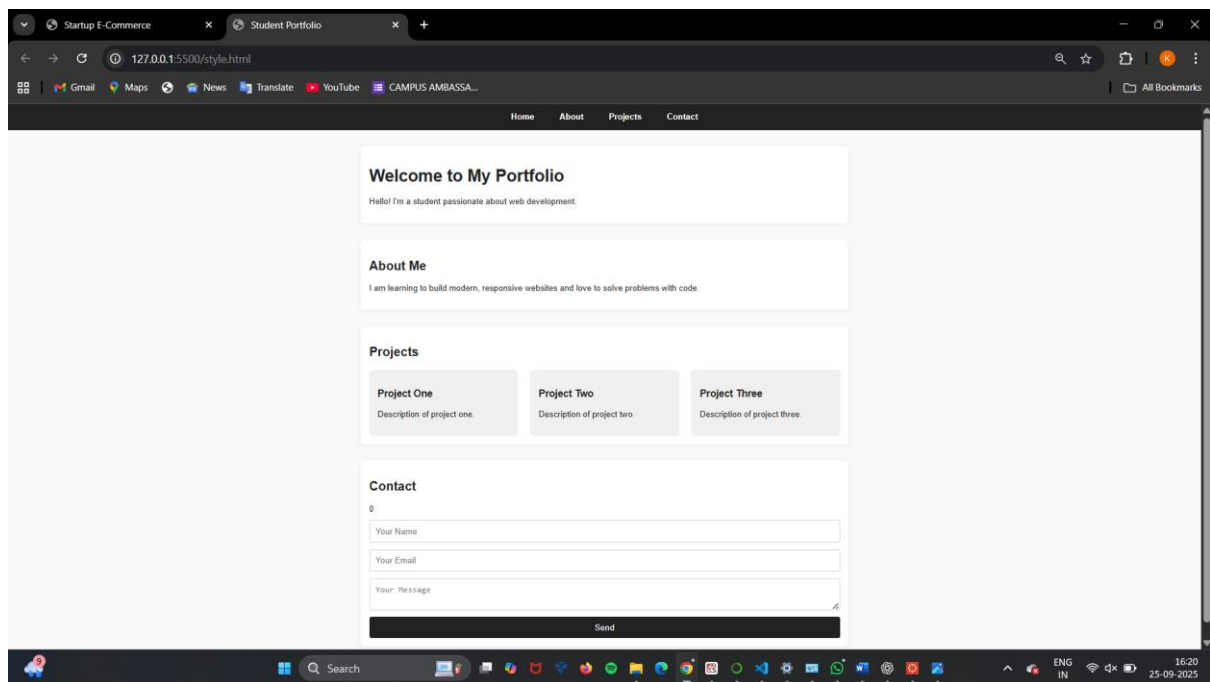 Startup E-Commerce
Student Portfolio
127.0.0.1:5500/style.html
K
Gmail Maps News Translate YouTube CAMPUS AMBASSA...
All Bookmarks
Home About Projects Contact
Welcome to My Portfolio
Hello! I'm a student passionate about web development.
About Me
I am learning to build modern, responsive websites and love to solve problems with code.
Projects
Project One Project Two Project Three
Description of project one. Description of project two. Description of project three.
Contact
0
Your Name
Your Email
Your Message
Send
9
Search
ENG
IN
16:20
25-09-2025